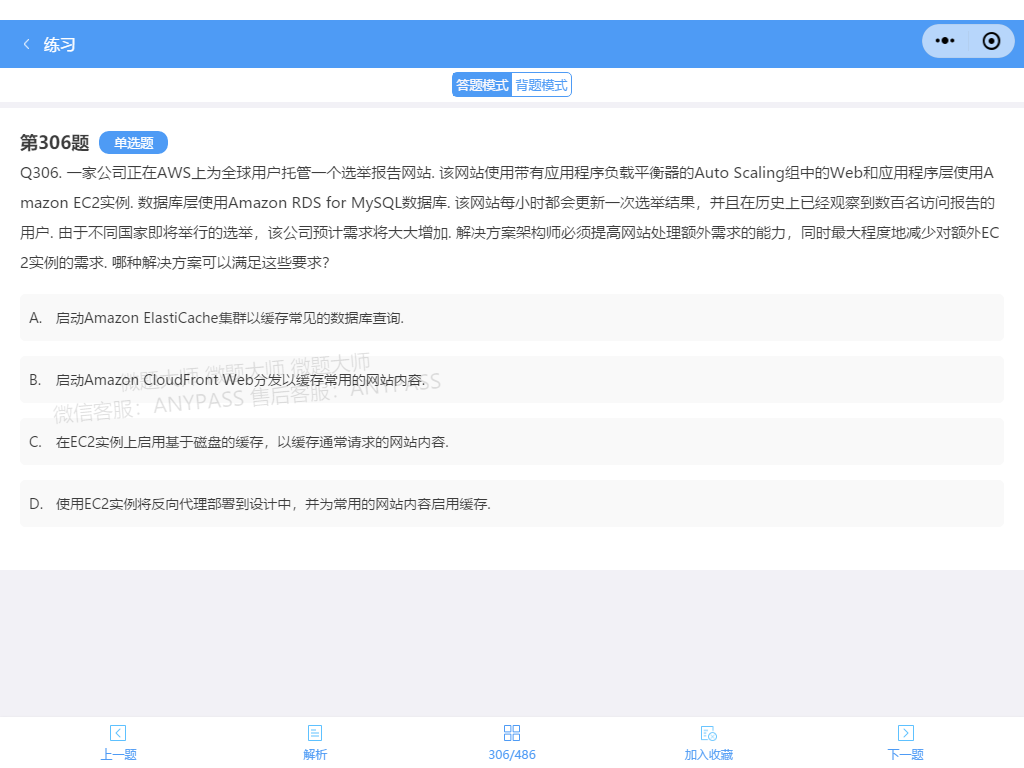 练习
答题模式 背题模式
第306题 单选题
Q306. 一家公司正在AWS上为全球用户托管一个选举报告网站. 该网站使用带有应用程序负载平衡器的Auto Scaling组中的Web和应用程序层使用A
mazon EC2实例. 数据库层使用Amazon RDS for MySQL数据库. 该网站每小时都会更新一次选举结果，并且在历史上已经观察到数百名访问报告的
用户. 由于不同国家即将举行的选举，该公司预计需求将大大增加. 解决方案架构师必须提高网站处理额外需求的能力，同时最大程度地减少对额外EC
2实例的需求. 哪种解决方案可以满足这些要求?
A. 启动Amazon ElastiCache集群以缓存常见的数据库查询.
微题大师 微题大师 微题大师
B. 启动Amazon CloudFront Web分发以缓存常用的网站内容.
微信客服：ANYPASS 售后客服：ANYPASS
C. 在EC2实例上启用基于磁盘的缓存，以缓存通常请求的网站内容.
D. 使用EC2实例将反向代理部署到设计中，并为常用的网站内容启用缓存.
上一题 解析 306/486 加入收藏 下一题